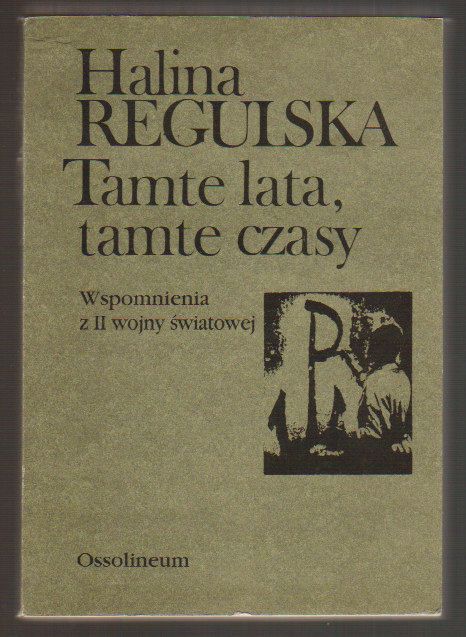 Halina
REGULSKA
Tamte lata,
tamte czasy
Wspomnienia
z II wojny światowej
Ossolineum